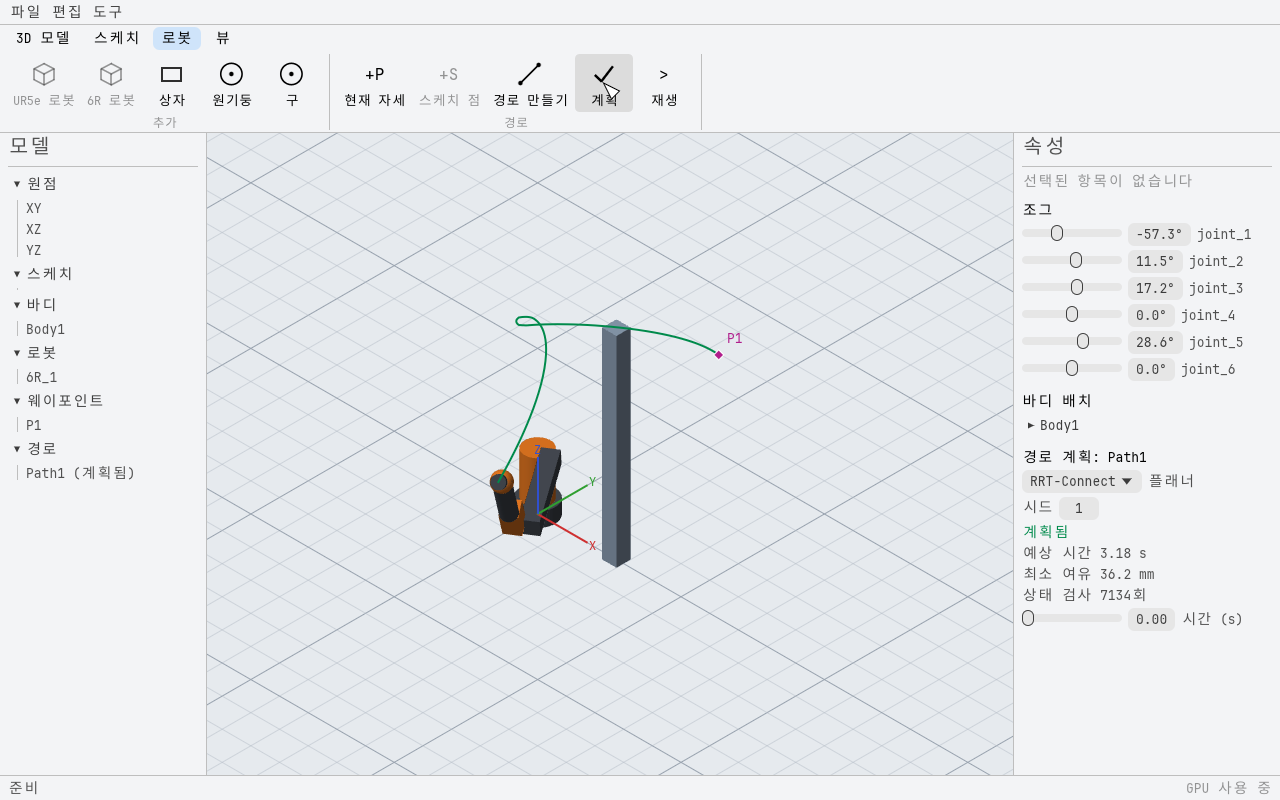 파일 편집 도구
3D 모델 스케치 로봇 뷰
UR5e 로봇 6R 로봇 상자 원기둥 구 +P 현재 자세 +S 스케치 점 경로 만들기 계획 > 재생
추가 경로
모델
▼ 원점
XY
XZ
YZ
▼ 스케치
▼ 바디
Body1
▼ 로봇
6R_1
▼ 웨이포인트
P1
▼ 경로
Path1 (계획됨)
P1
Z
Y
X
속성
선택된 항목이 없습니다
조그
-57.3° joint_1
11.5° joint_2
17.2° joint_3
0.0° joint_4
28.6° joint_5
0.0° joint_6
바디 배치
▶ Body1
경로 계획: Path1
RRT-Connect ▼ 플래너
시드 1
계획됨
예상 시간 3.18 s
최소 여유 36.2 mm
상태 검사 7134회
0.00 시간 (s)
준비
GPU 사용 중